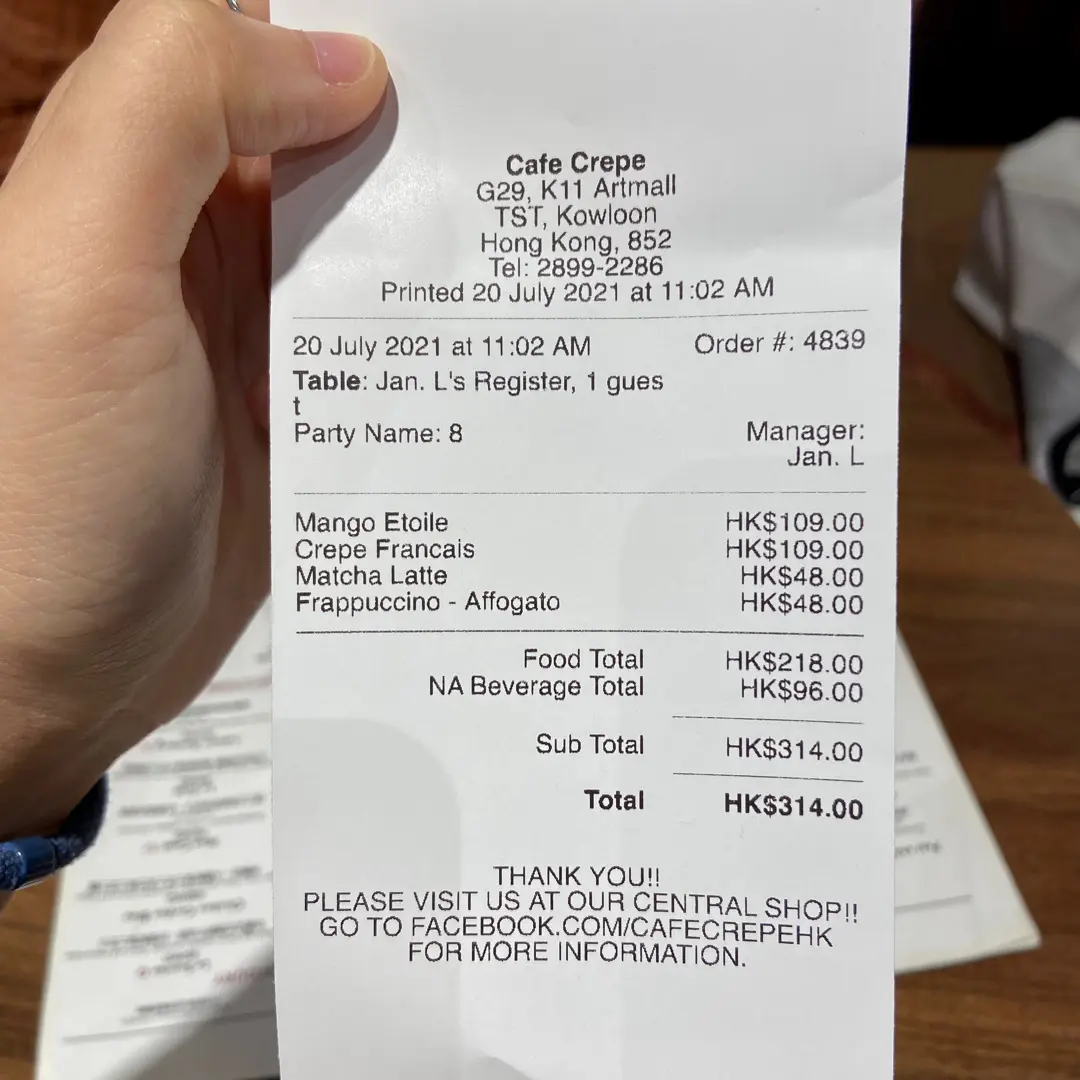 Cafe Crepe
G29, K11 Artmall
TST, Kowloon
Hong Kong, 852
Tel: 2899-2286
Printed 20 July 2021 at 11:02 AM
20 July 2021 at 11:02 AM Order #: 4839
Table: Jan. L's Register, 1 gues
t
Party Name: 8 Manager:
Jan. L
Mango Etoile HK$109.00
Crepe Francais HK$109.00
Matcha Latte HK$48.00
Frappuccino - Affogato HK$48.00
Food Total HK$218.00
NA Beverage Total HK$96.00
Sub Total HK$314.00
Total HK$314.00
THANK YOU!!
PLEASE VISIT US AT OUR CENTRAL SHOP!!
GO TO FACEBOOK.COM/CAFECREPEHK
FOR MORE INFORMATION.